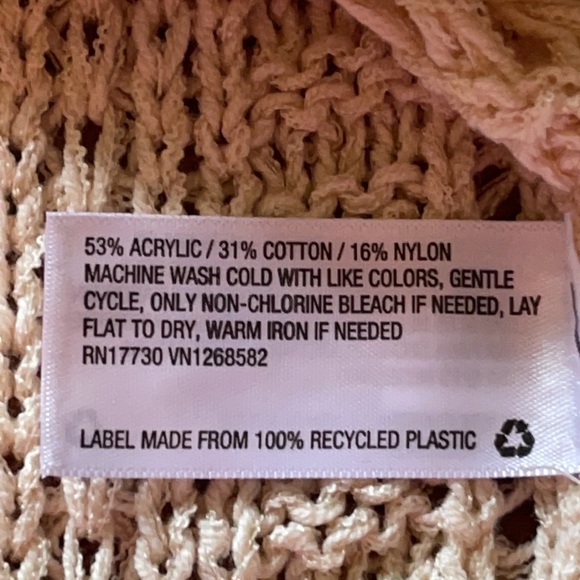 53% ACRYLIC / 31% COTTON / 16% NYLON
MACHINE WASH COLD WITH LIKE COLORS, GENTLE
CYCLE, ONLY NON-CHLORINE BLEACH IF NEEDED, LAY
FLAT TO DRY, WARM IRON IF NEEDED
RN17730 VN1268582
LABEL MADE FROM 100% RECYCLED PLASTIC